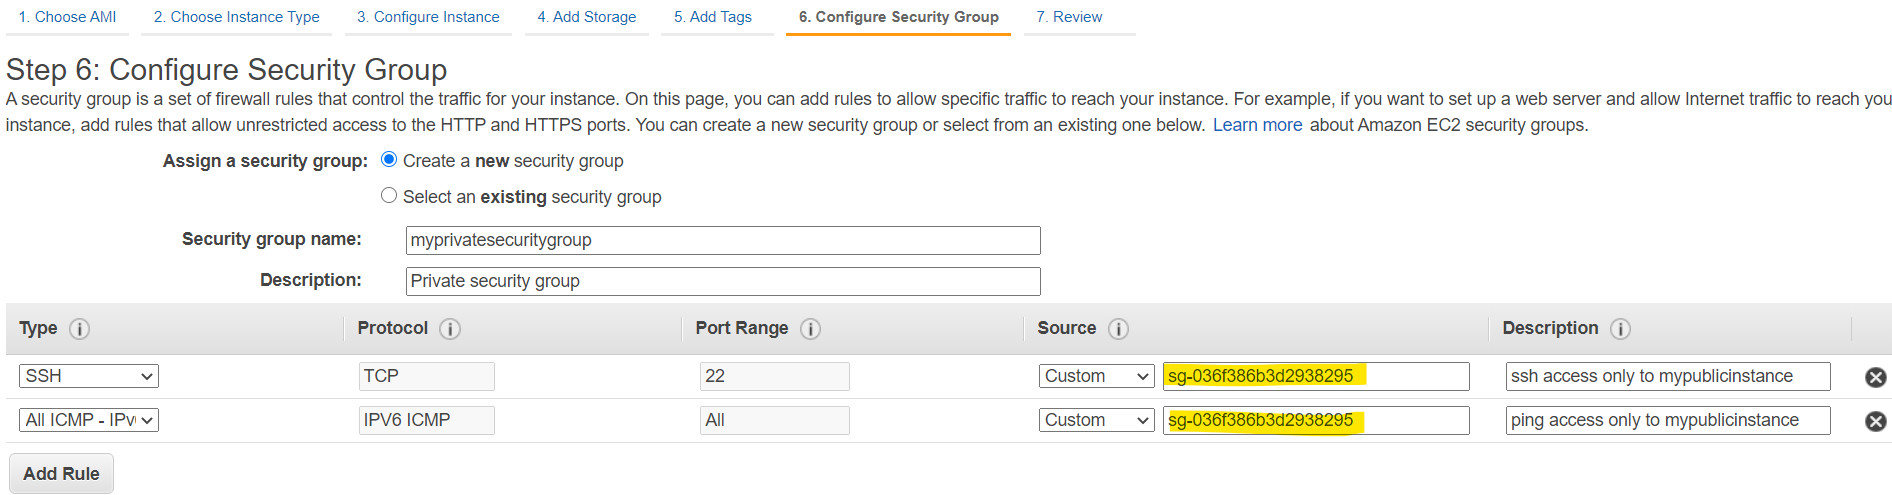 1. Choose AMI 2. Choose Instance Type 3. Configure Instance 4. Add Storage 5. Add Tags 6. Configure Security Group 7. Review
Step 6: Configure Security Group
A security group is a set of firewall rules that control the traffic for your instance. On this page, you can add rules to allow specific traffic to reach your instance. For example, if you want to set up a web server and allow Internet traffic to reach you
instance, add rules that allow unrestricted access to the HTTP and HTTPS ports. You can create a new security group or select from an existing one below. Learn more about Amazon EC2 security groups.
Assign a security group: Create a new security group
Select an existing security group
Security group name: myprivatesecuritygroup
Description: Private security group
Type Protocol Port Range Source Description
SSH TCP 22 Custom sg-036f386b3d2938295 ssh access only to mypublicinstance
All ICMP - IPv IPV6 ICMP All Custom sg-036f386b3d2938295 ping access only to mypublicinstance
Add Rule